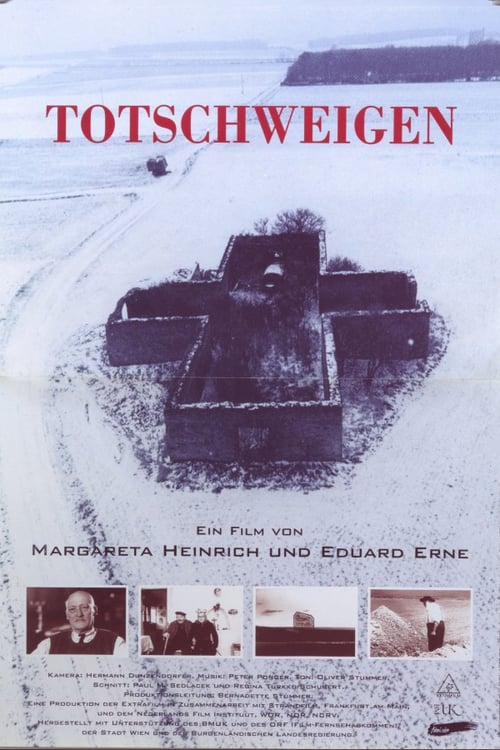 TOTSCHWEIGEN
EIN FILM VON
MARGARETA HEINRICH UND EDUARD ERNE
KAMERA: HERMANN DUNZENDORFER. MUSIK: PETER PONGER. TON: OLIVER STUMMER.
SCHNITT: PAUL M. SEDLACEK UND REGINA TURKKO-SCHUBERT.
PRODUKTIONSLEITUNG: BERNADETTE STUMMER.
EINE PRODUKTION DER EXTRAFILM IN ZUSAMMENARBEIT MIT STRANDFILM, FRANKFURT AM MAIN,
UND DEM NEDERLANDS FILM INSTITUUT, WDR, NDR, NORV.
HERGESTELLT MIT UNTERSTÜTZUNG DES BMUK UND DES ORF (FILM-FERNSEHABKOMMEN),
DER STADT WIEN UND DER BURGENLÄNDISCHEN LANDESREGIERUNG.